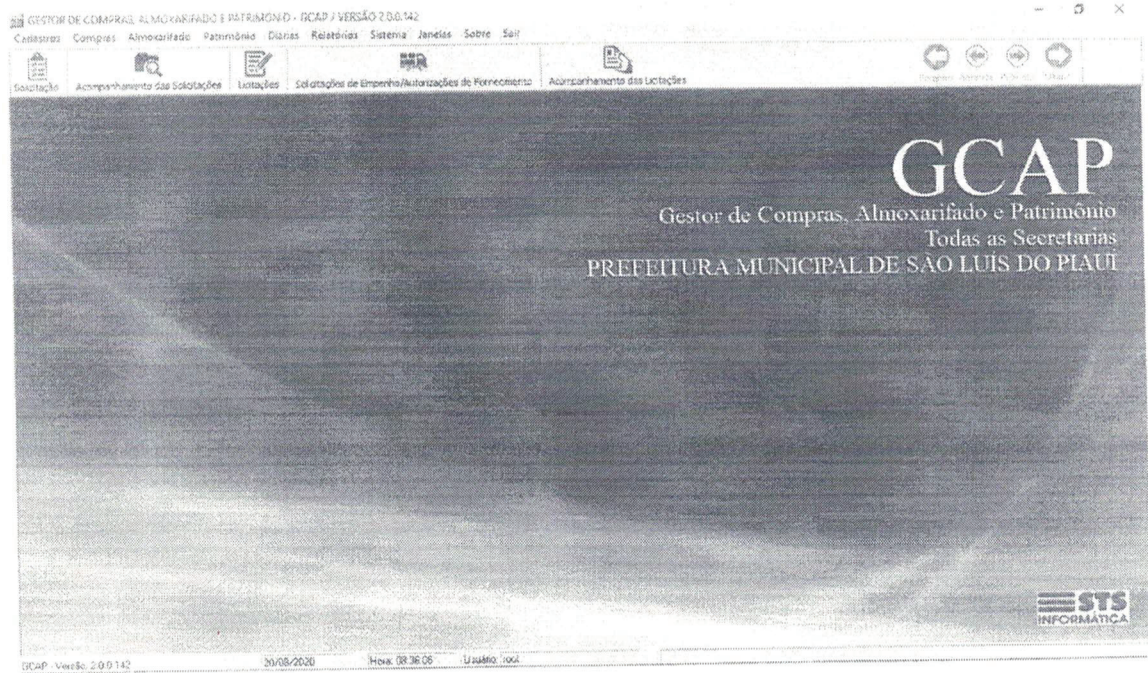 GESTOR DE COMPRAS, ALMOXARIFADO E PATRIMONIO - GCAP / VERSÃO 2.0.0.142
Cadastros Compras Almoxarifado Patrimônio Diárias Relatórios Sistema Janelas Sobre Sair
Solicitação Acompanhamento das Solicitações Licitações Solicitações de Empenho/Autorizações de Fornecimento Acompanhamento das Licitações
GCAP
Gestor de Compras, Almoxarifado e Patrimônio
Todas as Secretarias
PREFEITURA MUNICIPAL DE SÃO LUÍS DO PIAUÍ
STS
INFORMÁTICA
GCAP - Versão: 2.0.0.142 20/08/2020 Hora: 08:36:06 Usuário: root